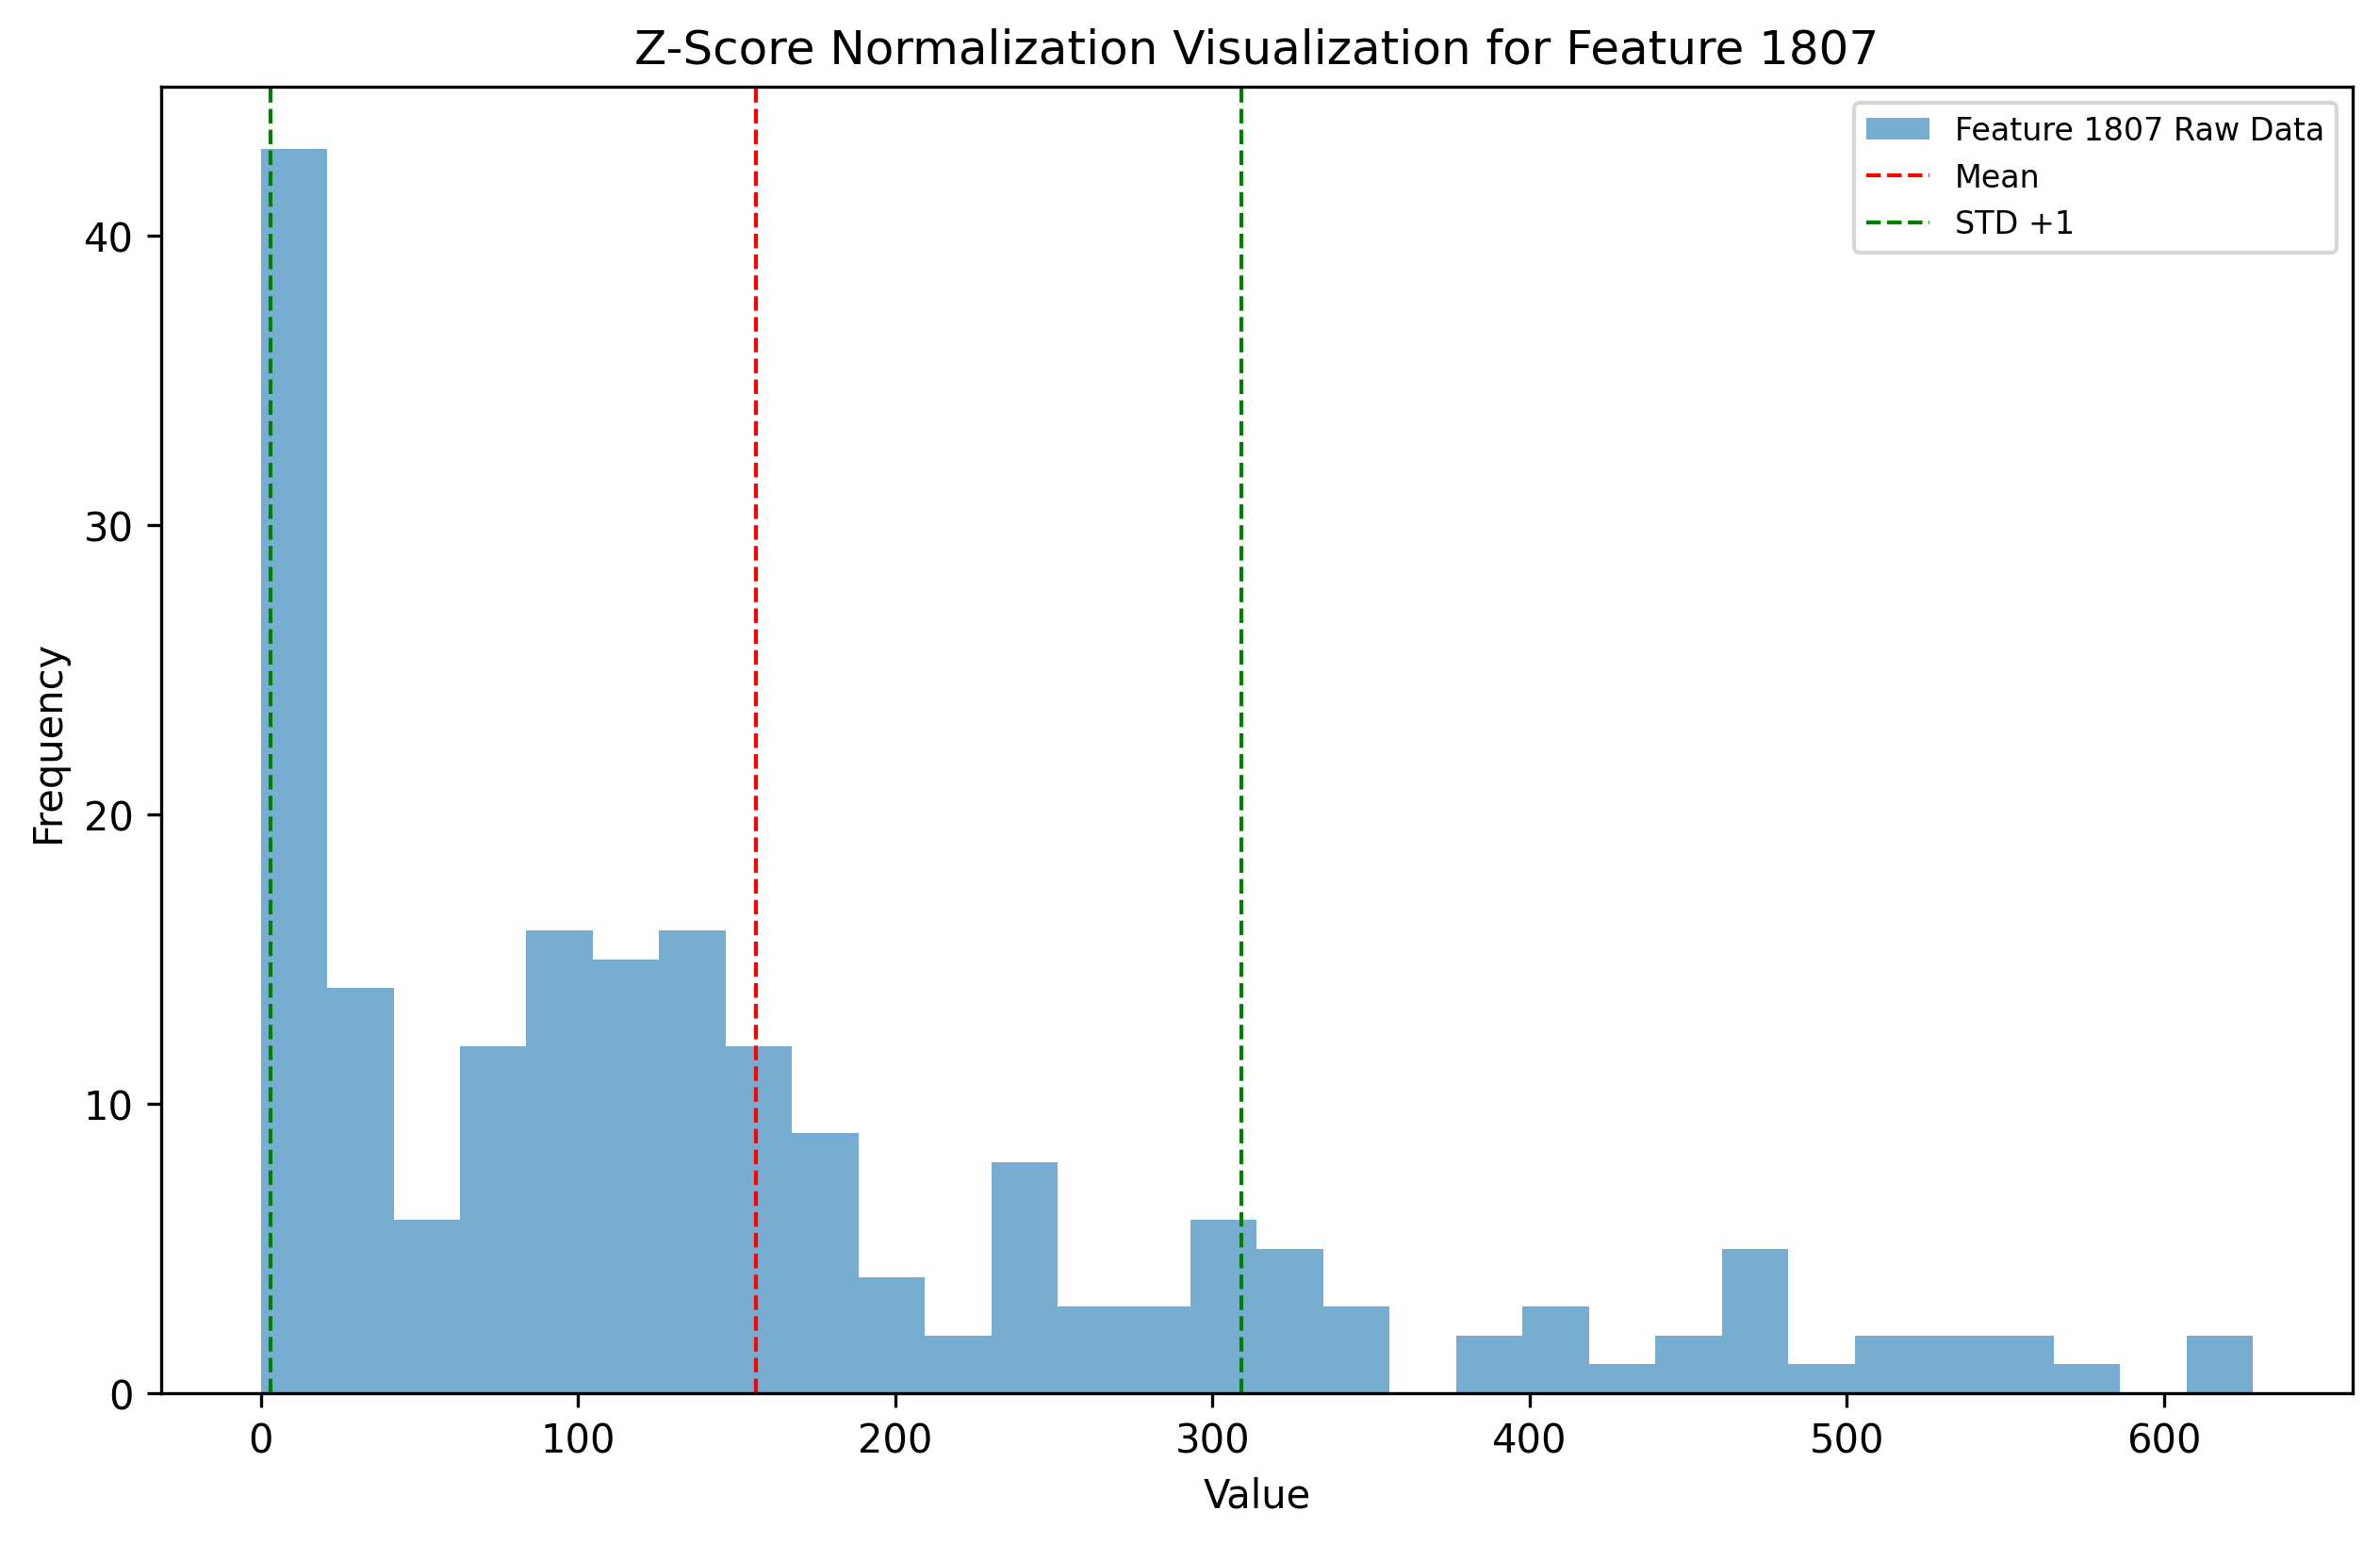 Z-Score Normalization Visualization for Feature 1807
Feature 1807 Raw Data
Mean
STD +1
Frequency
40
30
20
10
0
0 100 200 300 400 500 600
Value